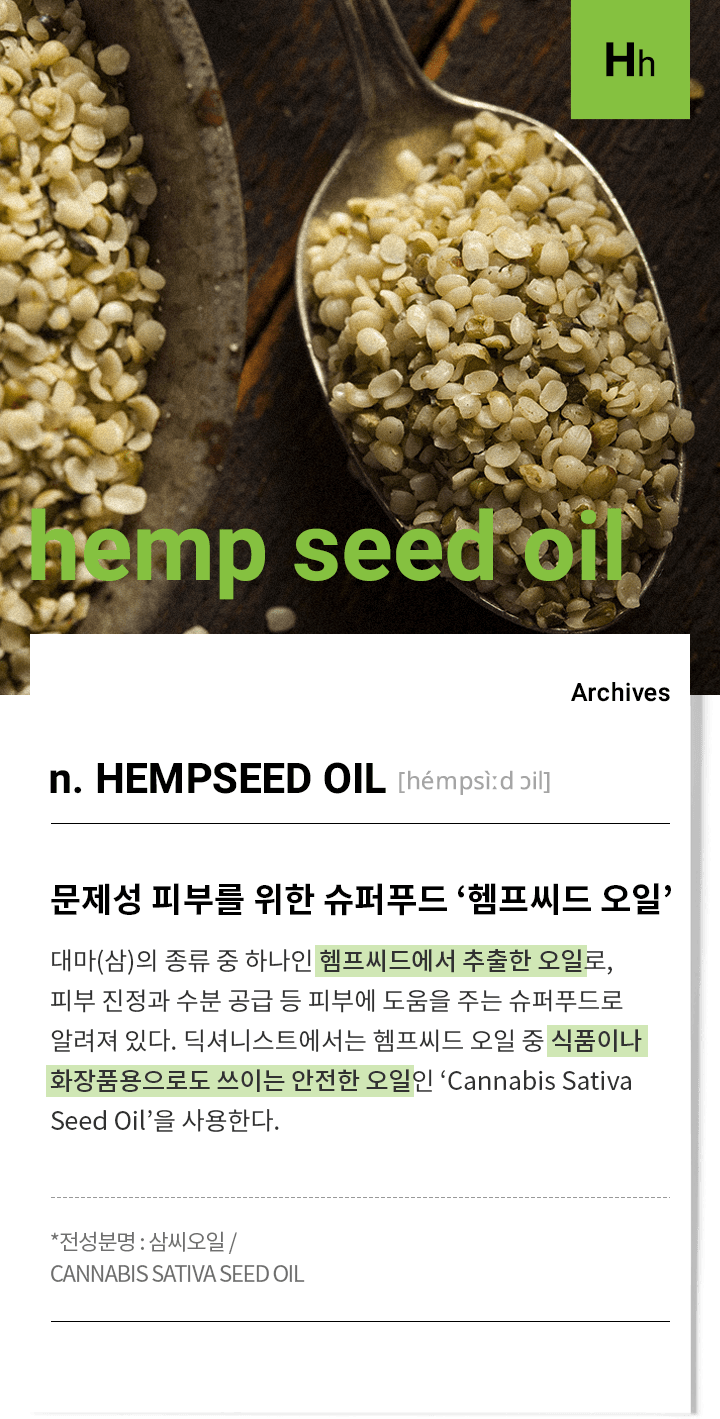 Hh
hemp seed oil
Archives
n. HEMPSEED OIL [hémpsìːd ɔil]
문제성 피부를 위한 슈퍼푸드 ‘헴프씨드 오일’
대마(삼)의 종류 중 하나인 헴프씨드에서 추출한 오일로,
피부 진정과 수분 공급 등 피부에 도움을 주는 슈퍼푸드로
알려져 있다. 딕셔니스트에서는 헴프씨드 오일 중 식품이나
화장품용으로도 쓰이는 안전한 오일인 ‘Cannabis Sativa
Seed Oil’을 사용한다.
*전성분명 : 삼씨오일 /
CANNABIS SATIVA SEED OIL